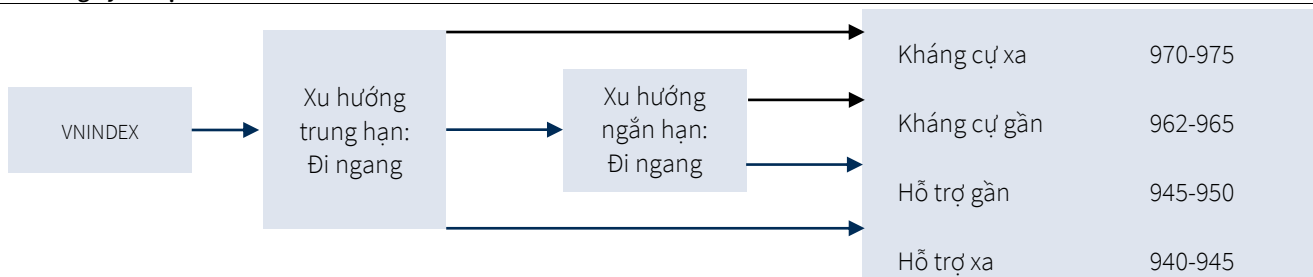 VNINDEX
Xu hướng
trung hạn:
Đi ngang
Xu hướng
ngắn hạn:
Đi ngang
Kháng cự xa 970-975
Kháng cự gần 962-965
Hỗ trợ gần 945-950
Hỗ trợ xa 940-945